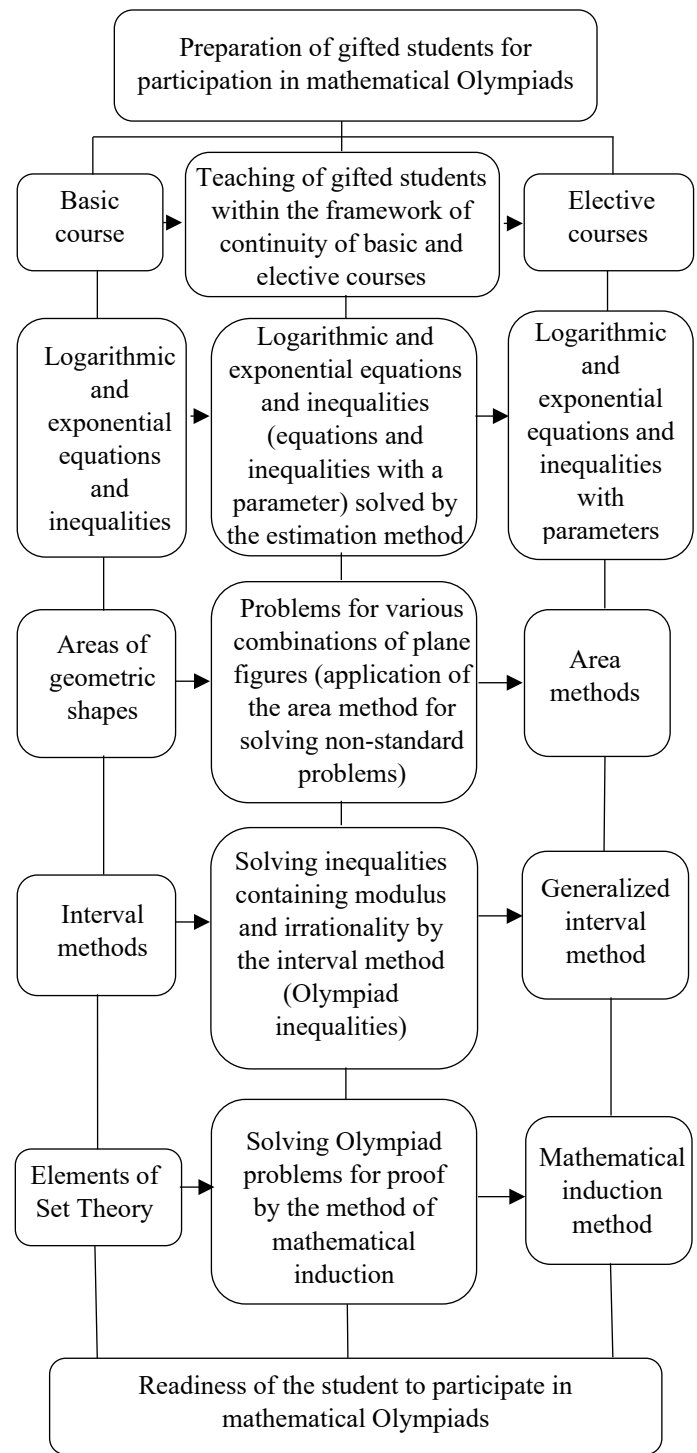 Preparation of gifted students for
participation in mathematical Olympiads
Basic
course
Teaching of gifted students
within the framework of
continuity of basic and
elective courses
Elective
courses
Logarithmic
and
exponential
equations
and
inequalities
Logarithmic and
exponential equations
and inequalities
(equations and
inequalities with a
parameter) solved by
the estimation method
Logarithmic
and
exponential
equations and
inequalities
with
parameters
Areas of
geometric
shapes
Problems for various
combinations of plane
figures (application of
the area method for
solving non-standard
problems)
Area
methods
Interval
methods
Solving inequalities
containing modulus
and irrationality by
the interval method
(Olympiad
inequalities)
Generalized
interval
method
Elements of
Set Theory
Solving Olympiad
problems for proof
by the method of
mathematical
induction
Mathematical
induction
method
Readiness of the student to participate in
mathematical Olympiads